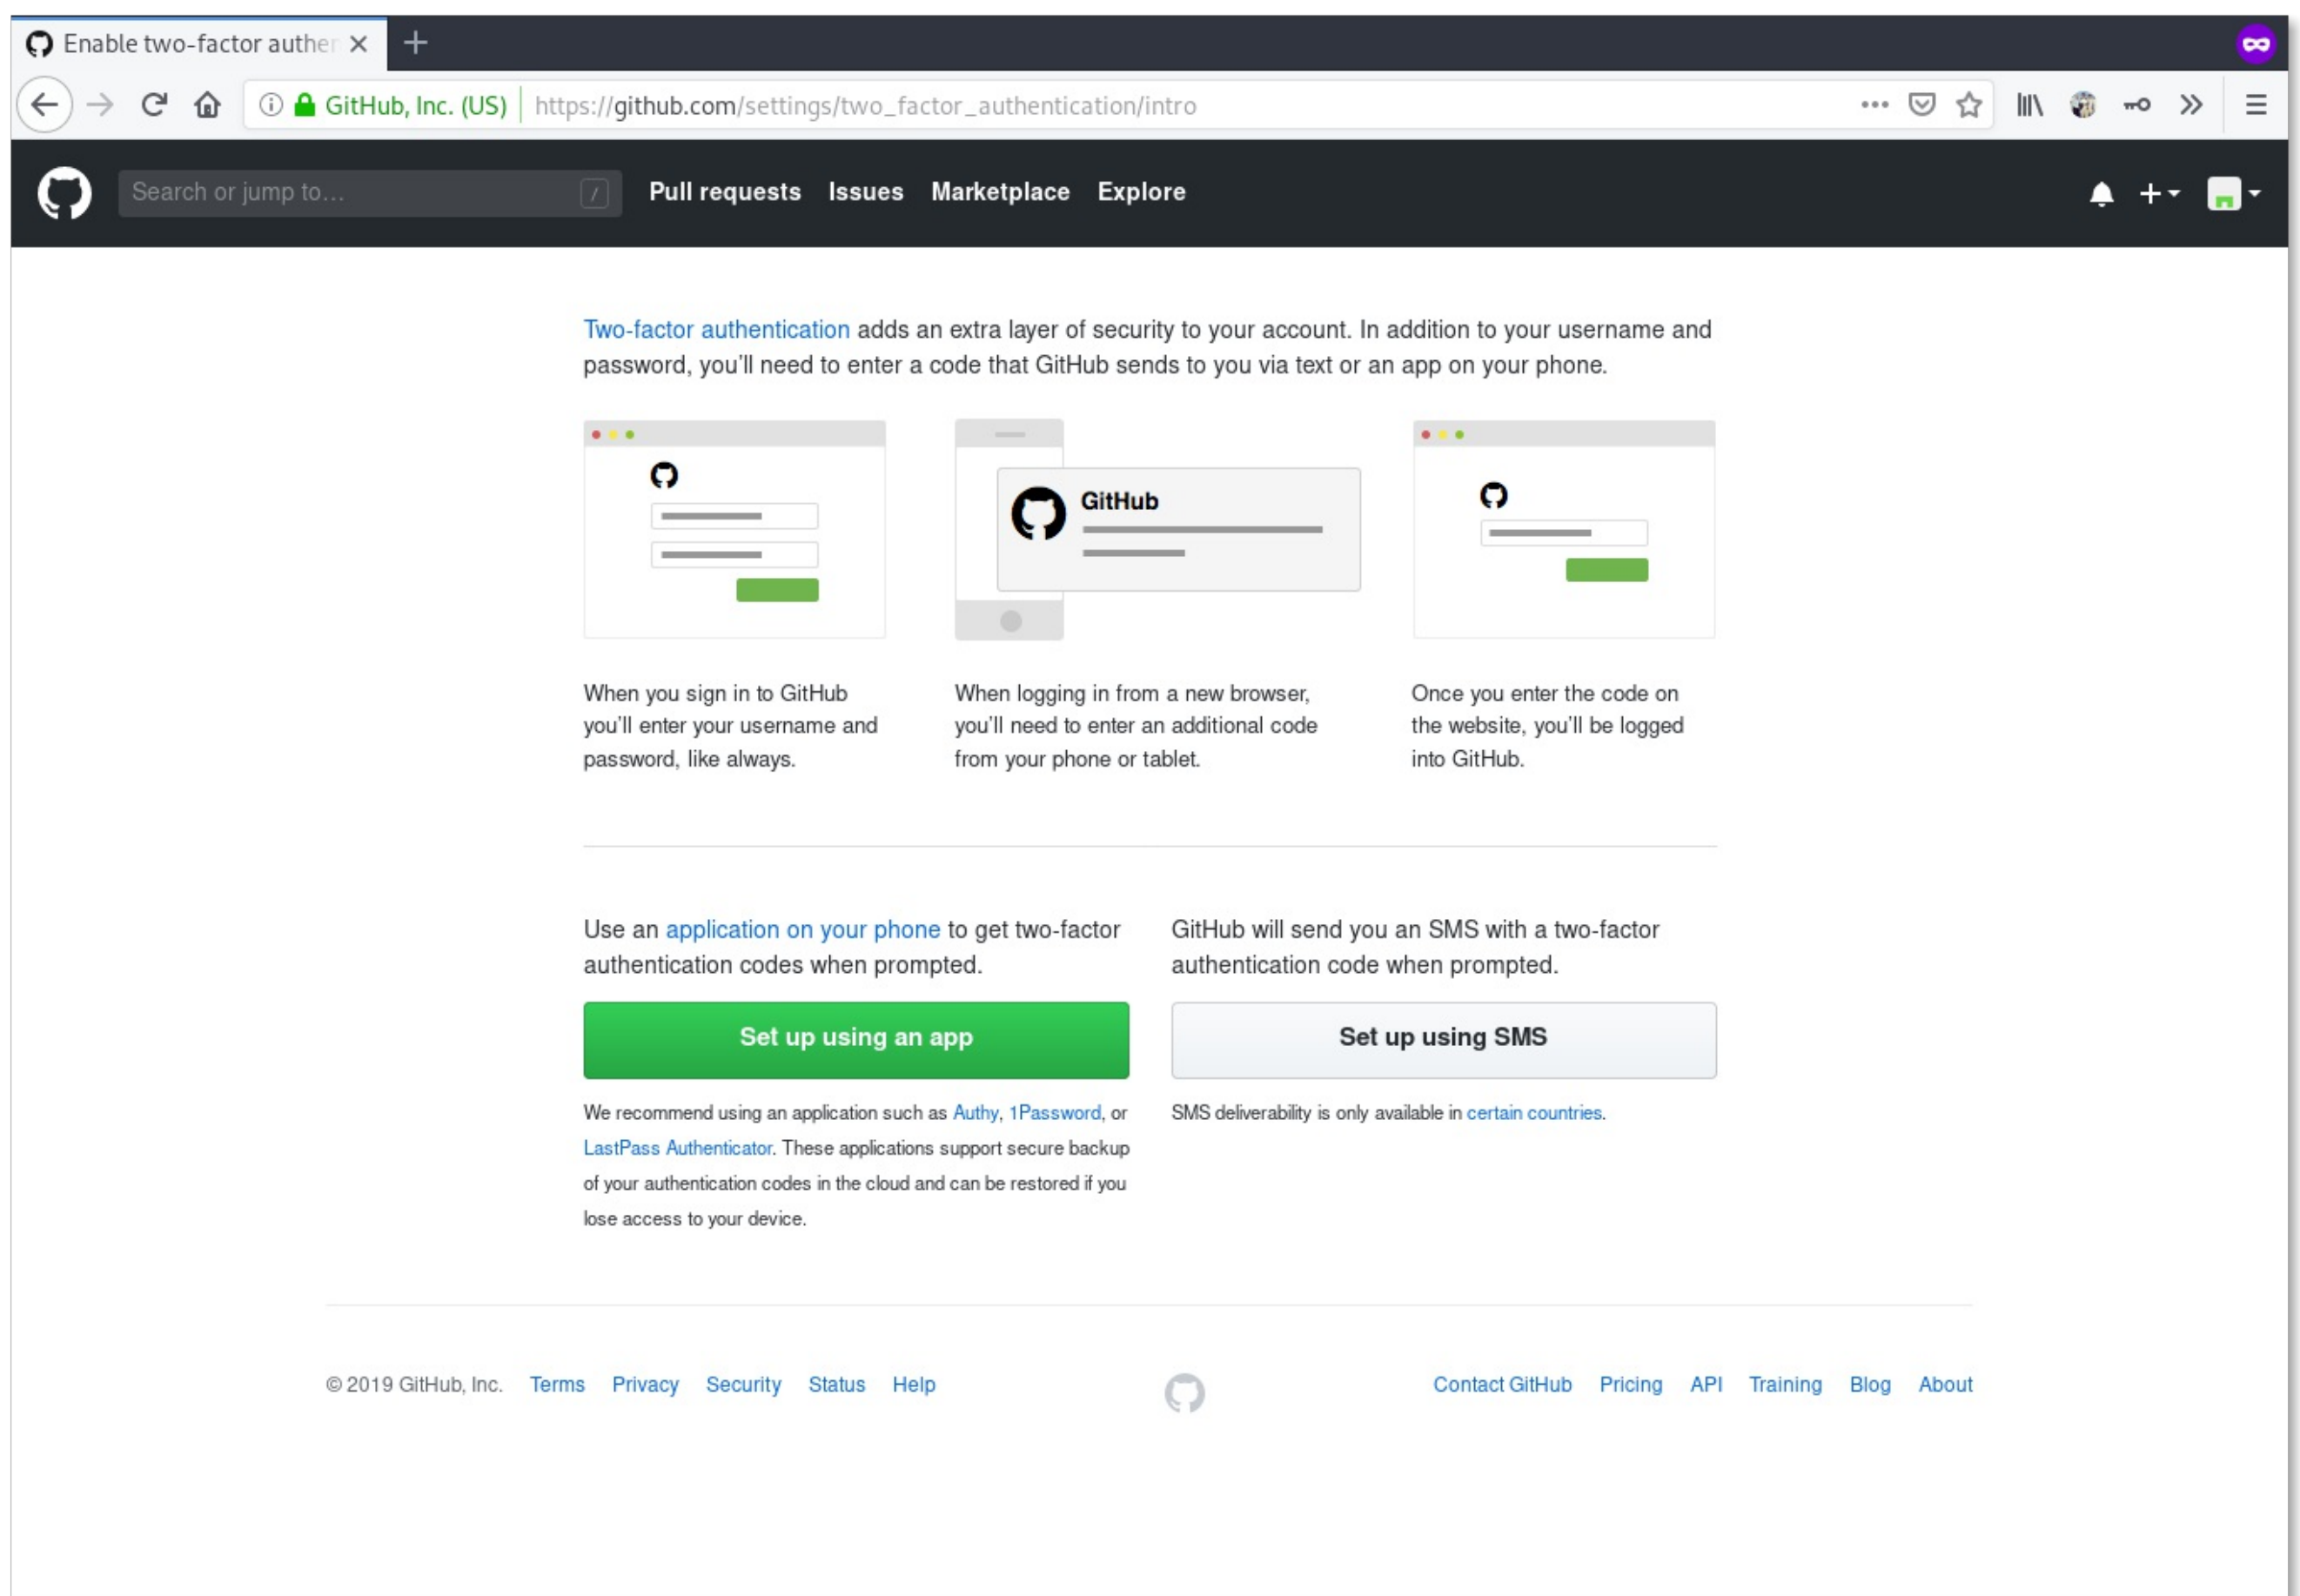 Enable two-factor auther
GitHub, Inc. (US) https://github.com/settings/two_factor_authentication/intro
Search or jump to... / Pull requests Issues Marketplace Explore
Two-factor authentication adds an extra layer of security to your account. In addition to your username and
password, you'll need to enter a code that GitHub sends to you via text or an app on your phone.
GitHub
When you sign in to GitHub
you'll enter your username and
password, like always.
When logging in from a new browser,
you'll need to enter an additional code
from your phone or tablet.
Once you enter the code on
the website, you'll be logged
into GitHub.
Use an application on your phone to get two-factor
authentication codes when prompted.
Set up using an app
We recommend using an application such as Authy, 1Password, or
LastPass Authenticator. These applications support secure backup
of your authentication codes in the cloud and can be restored if you
lose access to your device.
GitHub will send you an SMS with a two-factor
authentication code when prompted.
Set up using SMS
SMS deliverability is only available in certain countries.
© 2019 GitHub, Inc. Terms Privacy Security Status Help Contact GitHub Pricing API Training Blog About